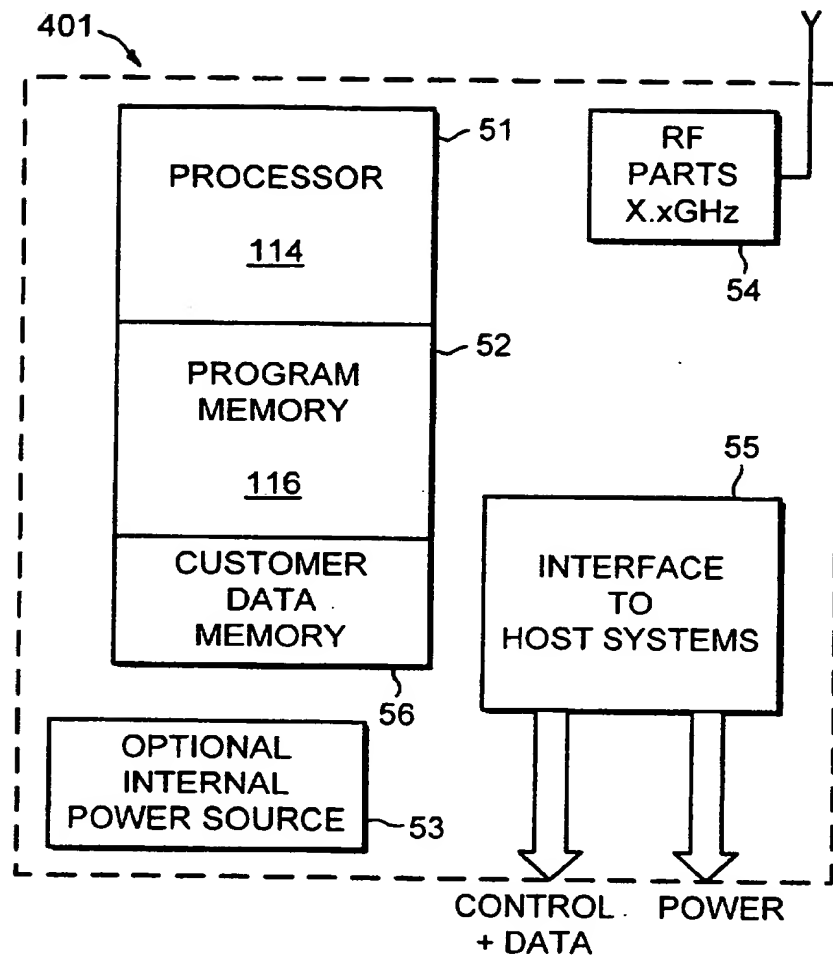 401
PROCESSOR
114
51
RF
PARTS
X.xGHz
54
PROGRAM
MEMORY
116
52
CUSTOMER
DATA
MEMORY
56
55
INTERFACE
TO
HOST SYSTEMS
OPTIONAL
INTERNAL
POWER SOURCE
53
CONTROL
+ DATA
POWER